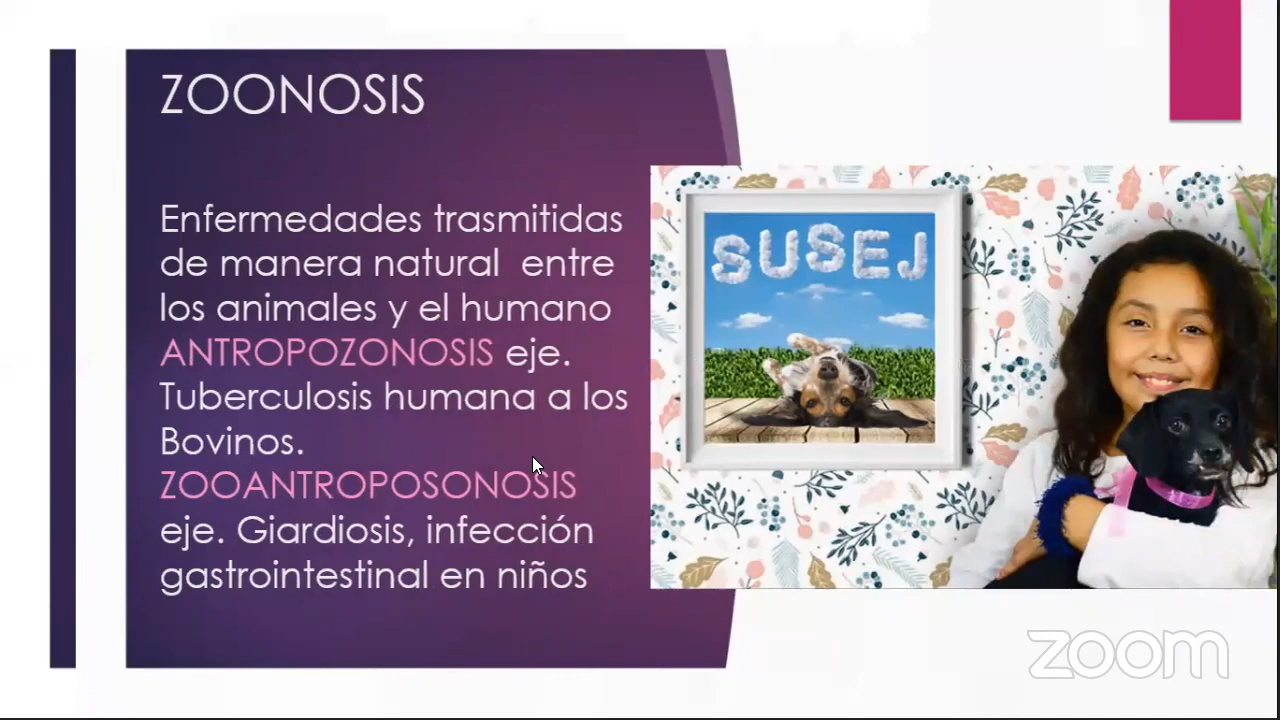 ZOONOSIS
Enfermedades trasmitidas
de manera natural entre
los animales y el humano
ANTROPOZONOSIS eje.
Tuberculosis humana a los
Bovinos.
ZOOANTROPOSONOSIS
eje. Giardiosis, infección
gastrointestinal en niños
SUSEJ
zoom